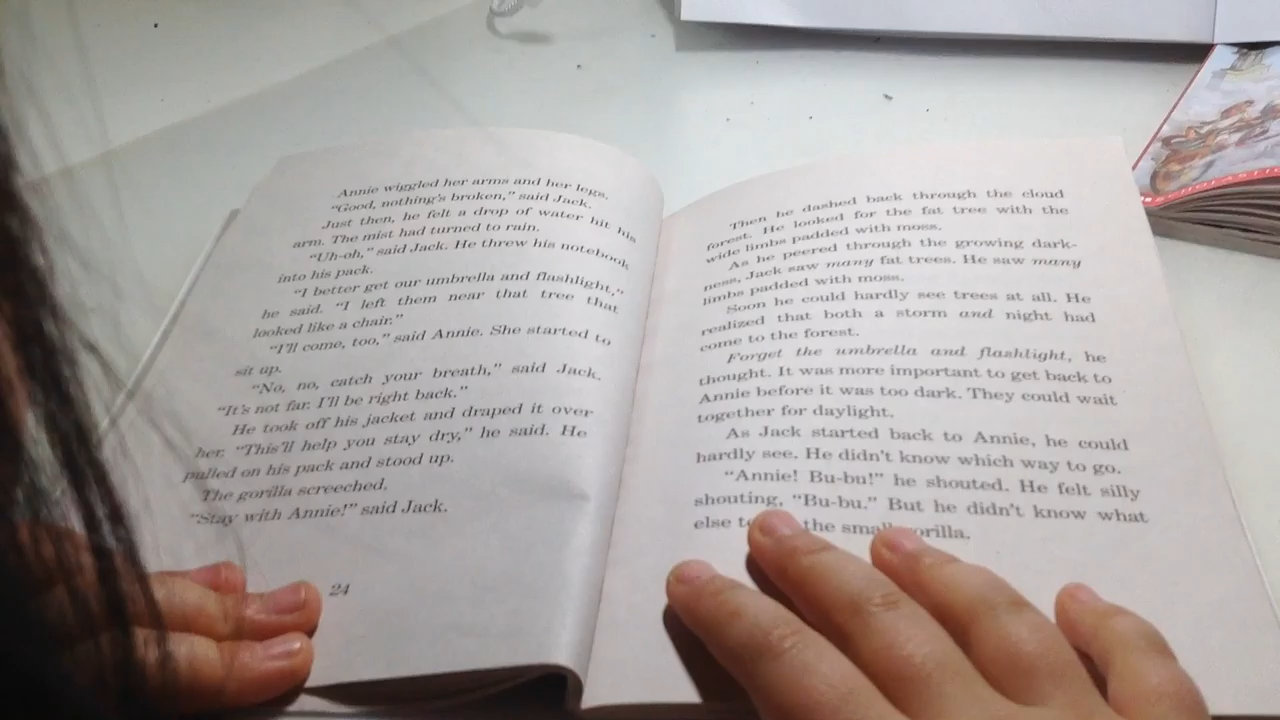 Annie wiggled her arms and her legs.
“Good, nothing’s broken,” said Jack.
Just then, he felt a drop of water hit his
arm. The mist had turned to rain.
“Uh-oh,” said Jack. He threw his notebook
into his pack.
“I better get our umbrella and flashlight,”
he said. “I left them near that tree that
looked like a chair.”
“I’ll come, too,” said Annie. She started to
sit up.
“No, no, catch your breath,” said Jack.
“It’s not far. I’ll be right back.”
He took off his jacket and draped it over
her. “This’ll help you stay dry,” he said. He
pulled on his pack and stood up.
The gorilla screeched.
“Stay with Annie!” said Jack.
24
Then he dashed back through the cloud
forest. He looked for the fat tree with the
wide limbs padded with moss.
As he peered through the growing dark-
ness, Jack saw many fat trees. He saw many
limbs padded with moss.
Soon he could hardly see trees at all. He
realized that both a storm and night had
come to the forest.
Forget the umbrella and flashlight, he
thought. It was more important to get back to
Annie before it was too dark. They could wait
together for daylight.
As Jack started back to Annie, he could
hardly see. He didn’t know which way to go.
“Annie! Bu-bu!” he shouted. He felt silly
shouting, “Bu-bu.” But he didn’t know what
else the
SCHOLASTIC